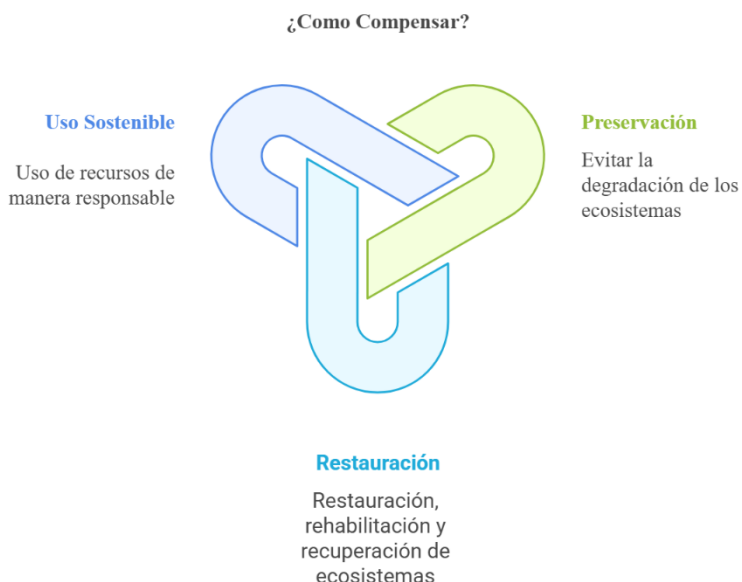 ¿Como Compensar?
Uso Sostenible
Uso de recursos de
manera responsable
Preservación
Evitar la
degradación de los
ecosistemas
Restauración
Restauración,
rehabilitación y
recuperación de
ecosistemas